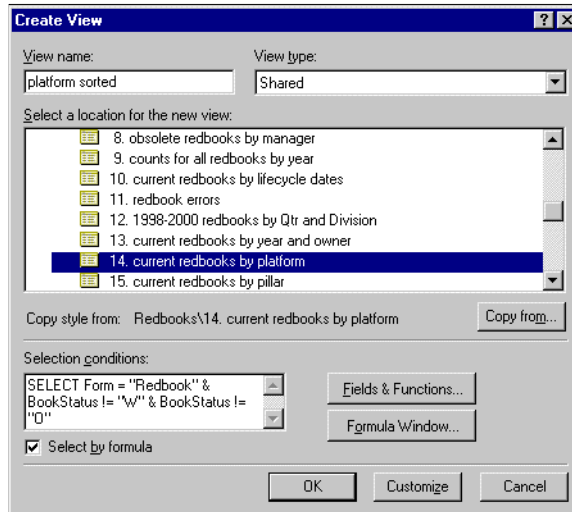 Create View
View name:
View type:
platform sorted
Shared
Select a location for the new view:
8. obsolete redbooks by manager
9. counts for all redbooks by year
10. current redbooks by lifecycle dates
11. redbook errors
12. 1998-2000 redbooks by Qtr and Division
13. current redbooks by year and owner
14. current redbooks by platform
15. current redbooks by pillar
Copy style from: Redbooks\14. current redbooks by platform
Copy from...
Selection conditions:
SELECT Form = "Redbook" &
BookStatus != "W" & BookStatus !=
"O"
Fields & Functions...
Formula Window...
Select by formula
OK
Customize
Cancel